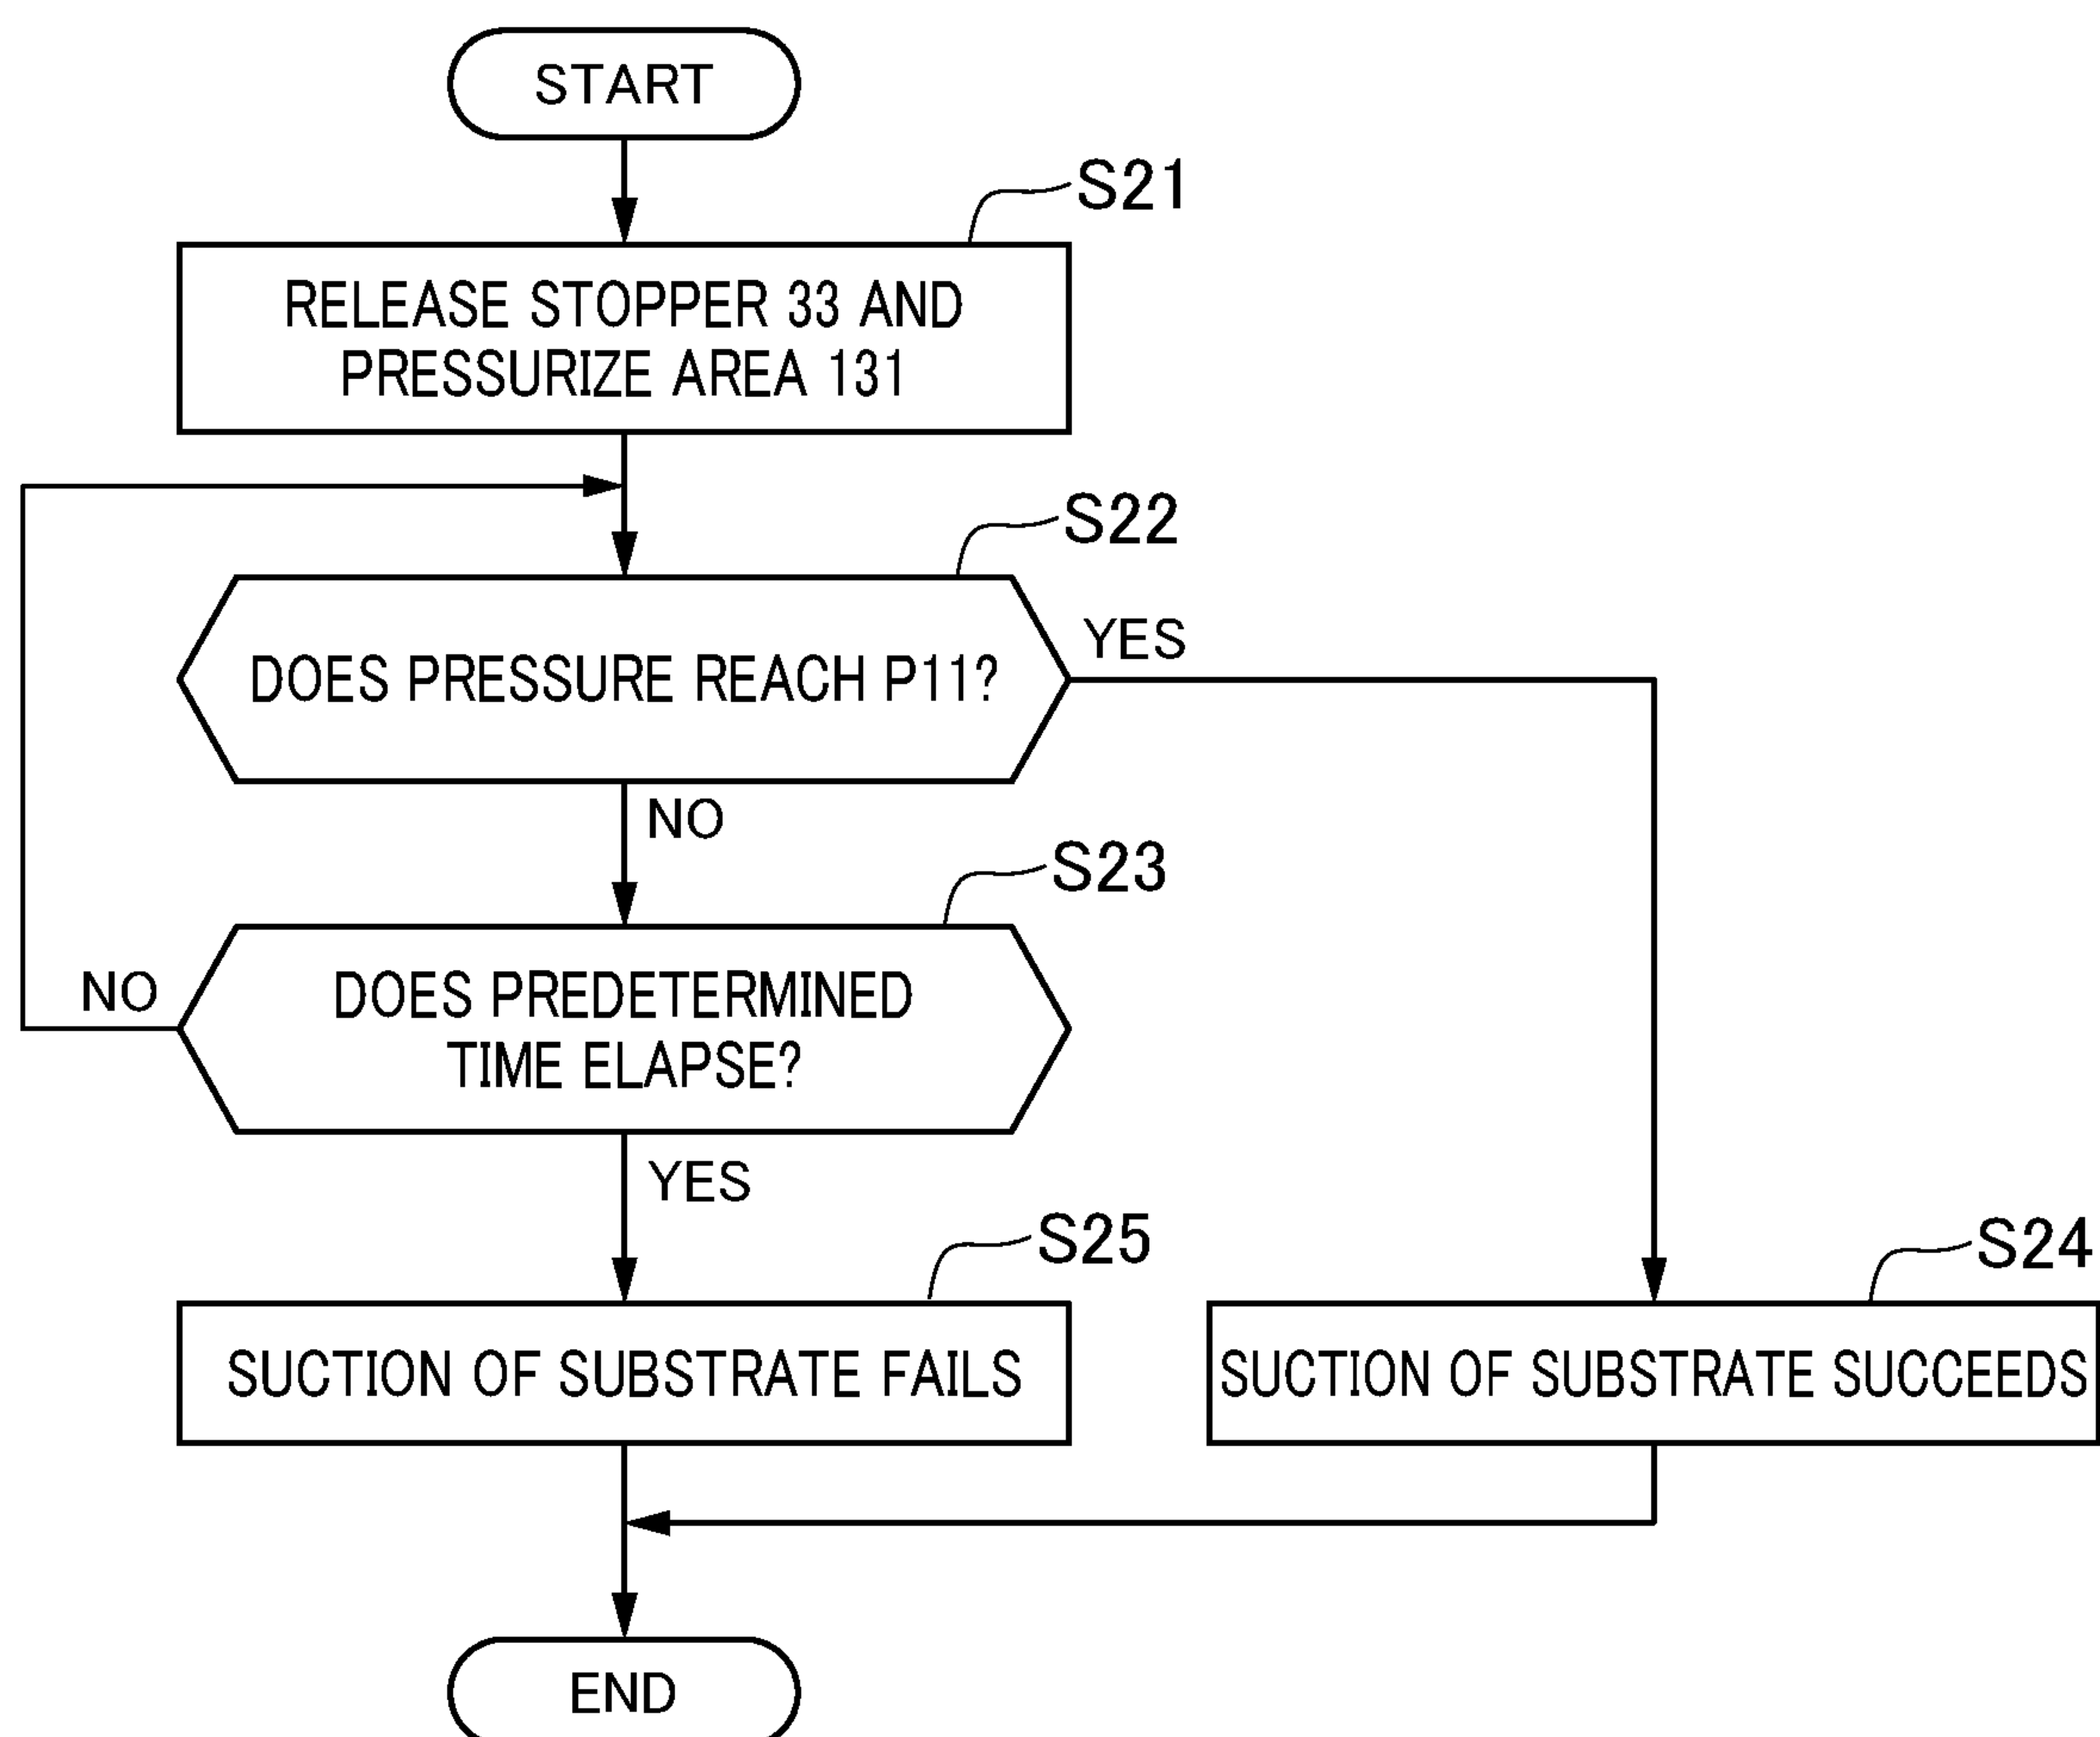 START
S21
RELEASE STOPPER 33 AND
PRESSURIZE AREA 131
S22
DOES PRESSURE REACH P11?
YES
NO
S23
DOES PREDETERMINED
TIME ELAPSE?
NO
YES
S25
SUCTION OF SUBSTRATE FAILS
S24
SUCTION OF SUBSTRATE SUCCEEDS
END